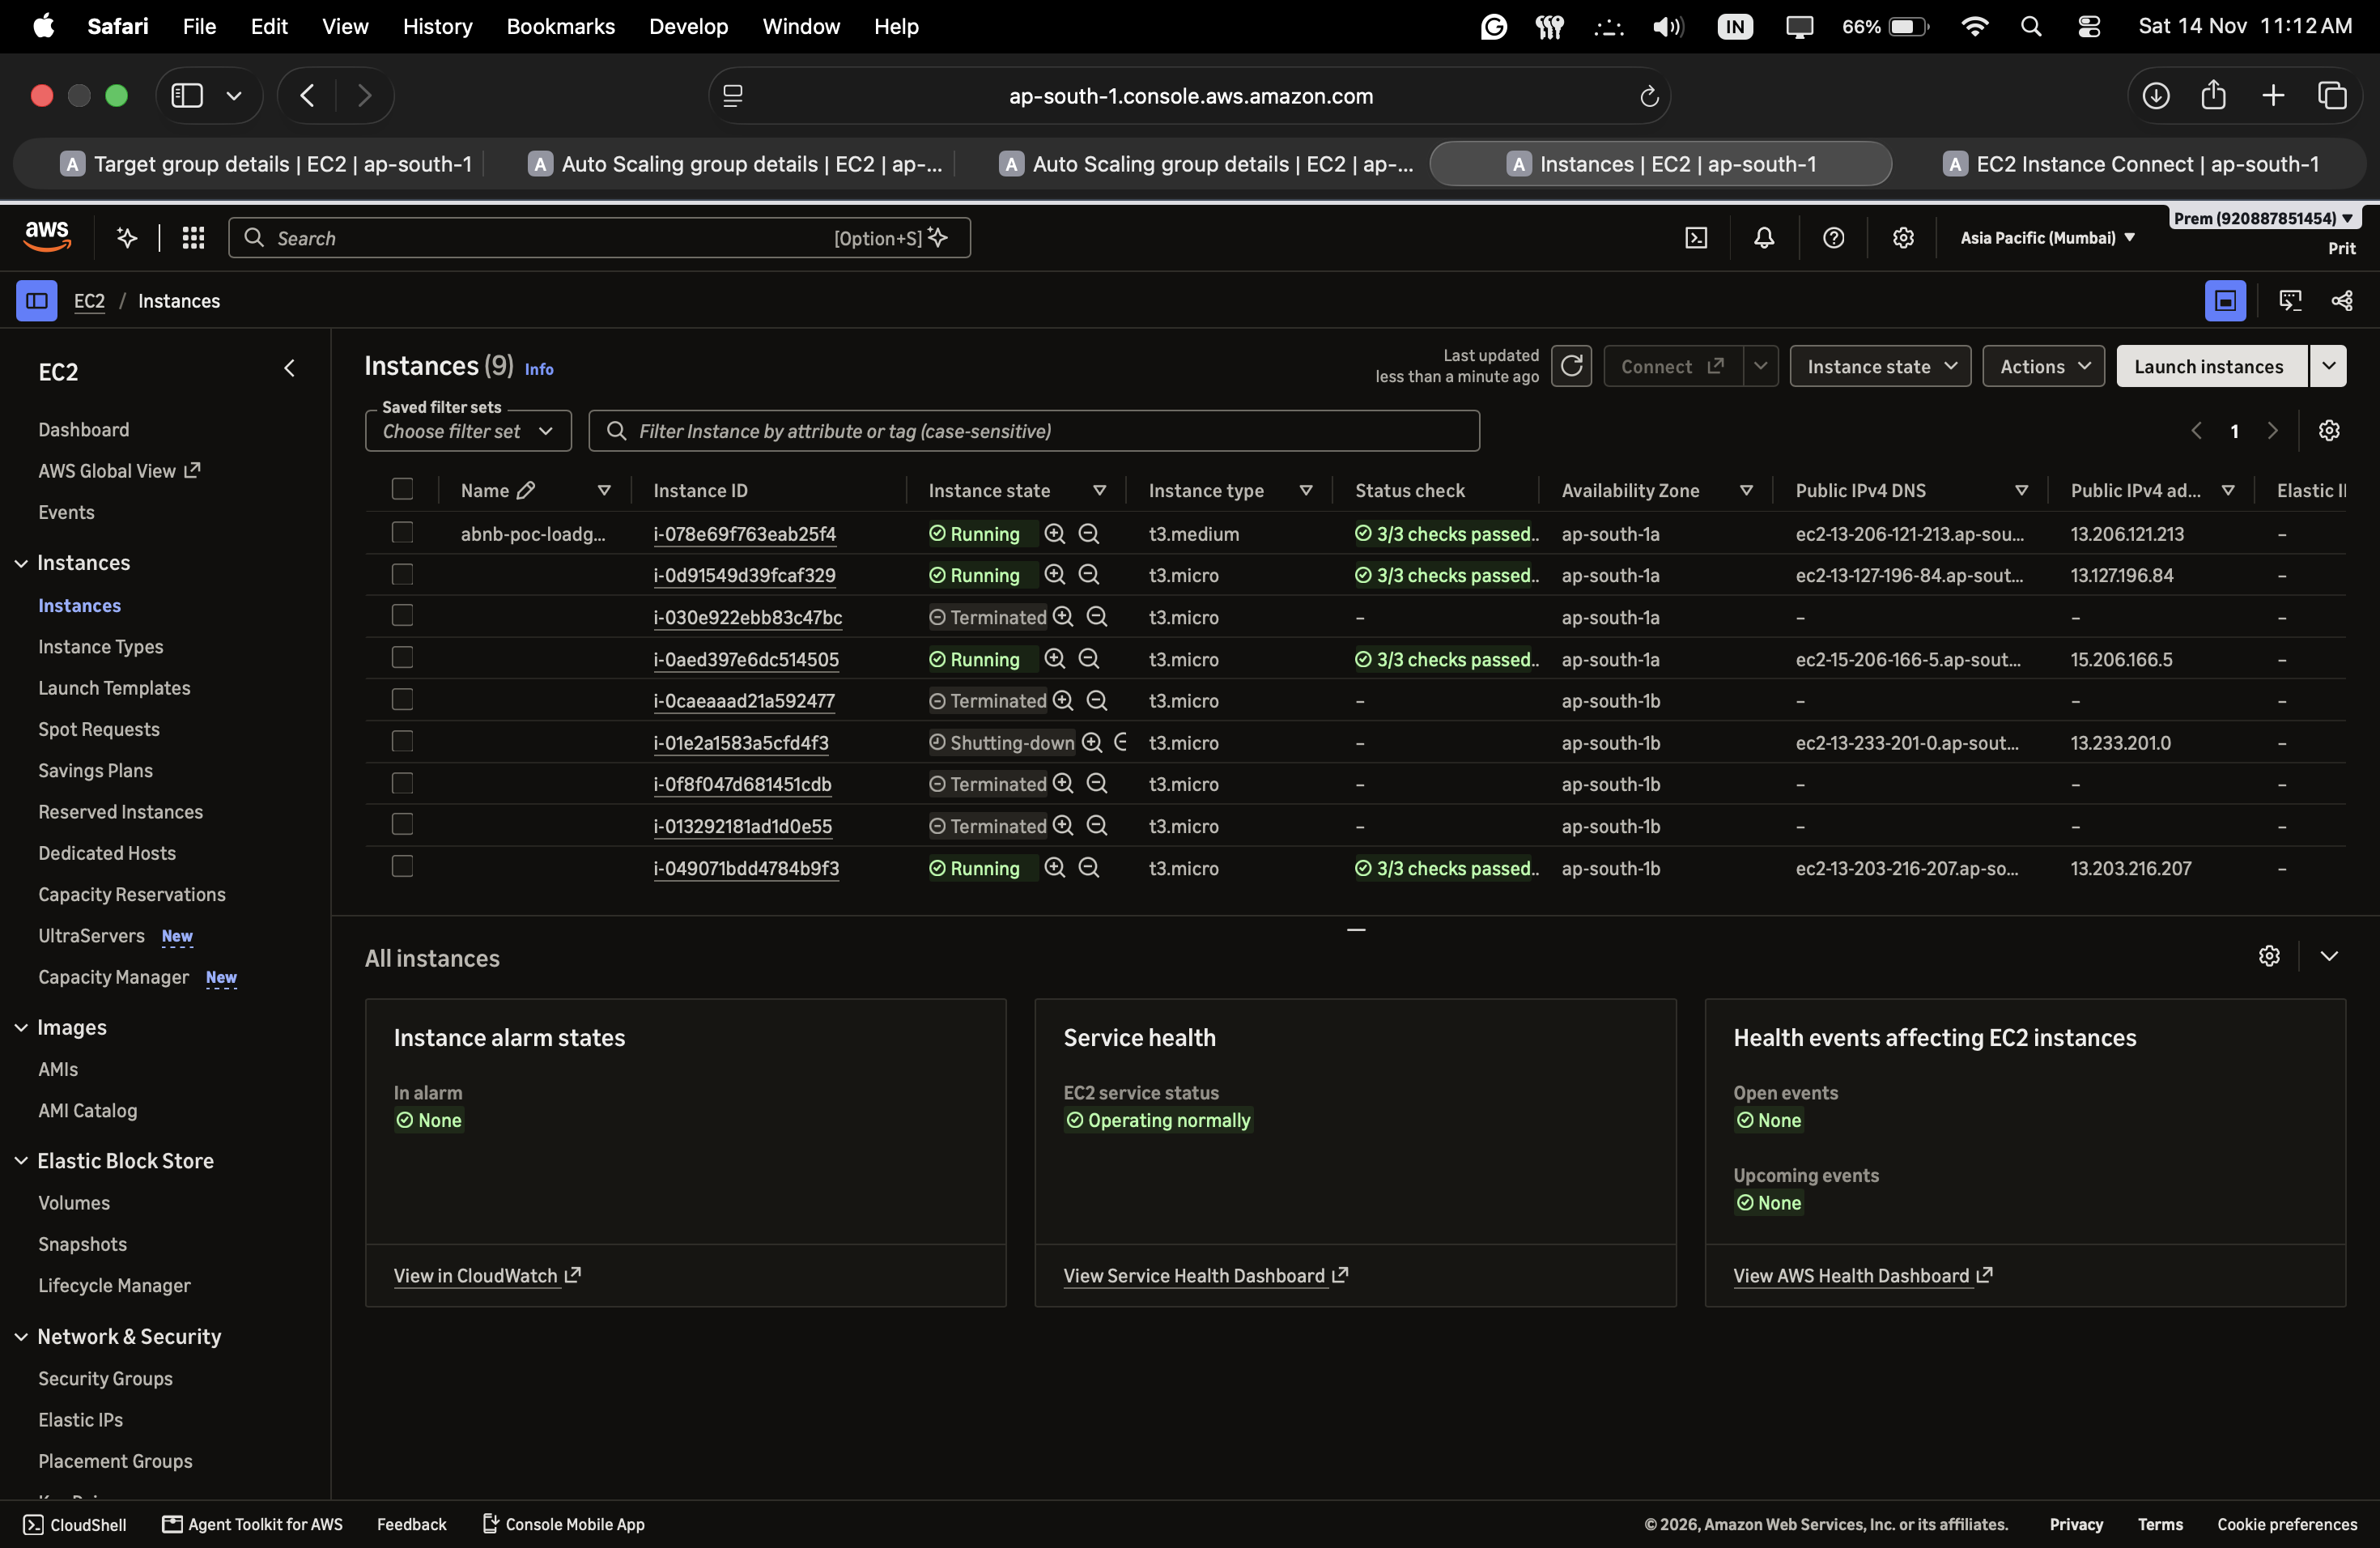 Safari File Edit View History Bookmarks Develop Window Help IN 66% Sat 14 Nov 11:12 AM
ap-south-1.console.aws.amazon.com
A Target group details | EC2 | ap-south-1 A Auto Scaling group details | EC2 | ap-... A Auto Scaling group details | EC2 | ap-... A Instances | EC2 | ap-south-1 A EC2 Instance Connect | ap-south-1
aws Search [Option+S] Asia Pacific (Mumbai) Prem (920887851454)
Prit
EC2 / Instances
EC2
Dashboard
AWS Global View
Events
Instances
Instances
Instance Types
Launch Templates
Spot Requests
Savings Plans
Reserved Instances
Dedicated Hosts
Capacity Reservations
UltraServers New
Capacity Manager New
Images
AMIs
AMI Catalog
Elastic Block Store
Volumes
Snapshots
Lifecycle Manager
Network & Security
Security Groups
Elastic IPs
Placement Groups
Instances (9) Info
Last updated
less than a minute ago
Connect Instance state Actions Launch instances
Saved filter sets
Choose filter set Filter Instance by attribute or tag (case-sensitive) 1
Name Instance ID Instance state Instance type Status check Availability Zone Public IPv4 DNS Public IPv4 ad... Elastic
abnb-poc-loadg... i-078e69f763eab25f4 Running t3.medium 3/3 checks passed.. ap-south-1a ec2-13-206-121-213.ap-sou... 13.206.121.213 –
i-0d91549d39fcaf329 Running t3.micro 3/3 checks passed.. ap-south-1a ec2-13-127-196-84.ap-sout... 13.127.196.84 –
i-030e922ebb83c47bc Terminated t3.micro – ap-south-1a – – –
i-0aed397e6dc514505 Running t3.micro 3/3 checks passed.. ap-south-1a ec2-15-206-166-5.ap-sout... 15.206.166.5 –
i-0caeaaad21a592477 Terminated t3.micro – ap-south-1b – – –
i-01e2a1583a5cfd4f3 Shutting-down t3.micro – ap-south-1b ec2-13-233-201-0.ap-sout... 13.233.201.0 –
i-0f8f047d681451cdb Terminated t3.micro – ap-south-1b – – –
i-013292181ad1d0e55 Terminated t3.micro – ap-south-1b – – –
i-049071bdd4784b9f3 Running t3.micro 3/3 checks passed.. ap-south-1b ec2-13-203-216-207.ap-so... 13.203.216.207 –
All instances
Instance alarm states
In alarm
None
View in CloudWatch
Service health
EC2 service status
Operating normally
View Service Health Dashboard
Health events affecting EC2 instances
Open events
None
Upcoming events
None
View AWS Health Dashboard
CloudShell Agent Toolkit for AWS Feedback Console Mobile App © 2026, Amazon Web Services, Inc. or its affiliates. Privacy Terms Cookie preferences